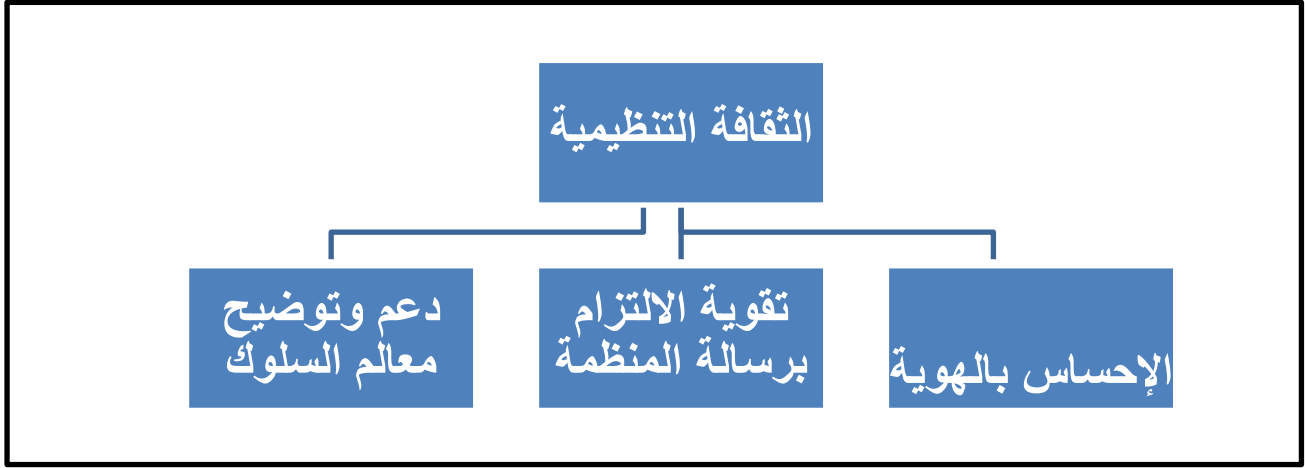 الثقافة التنظيمية
الإحساس بالهوية
تقوية الالتزام
برسالة المنظمة
دعم وتوضيح
معالم السلوك